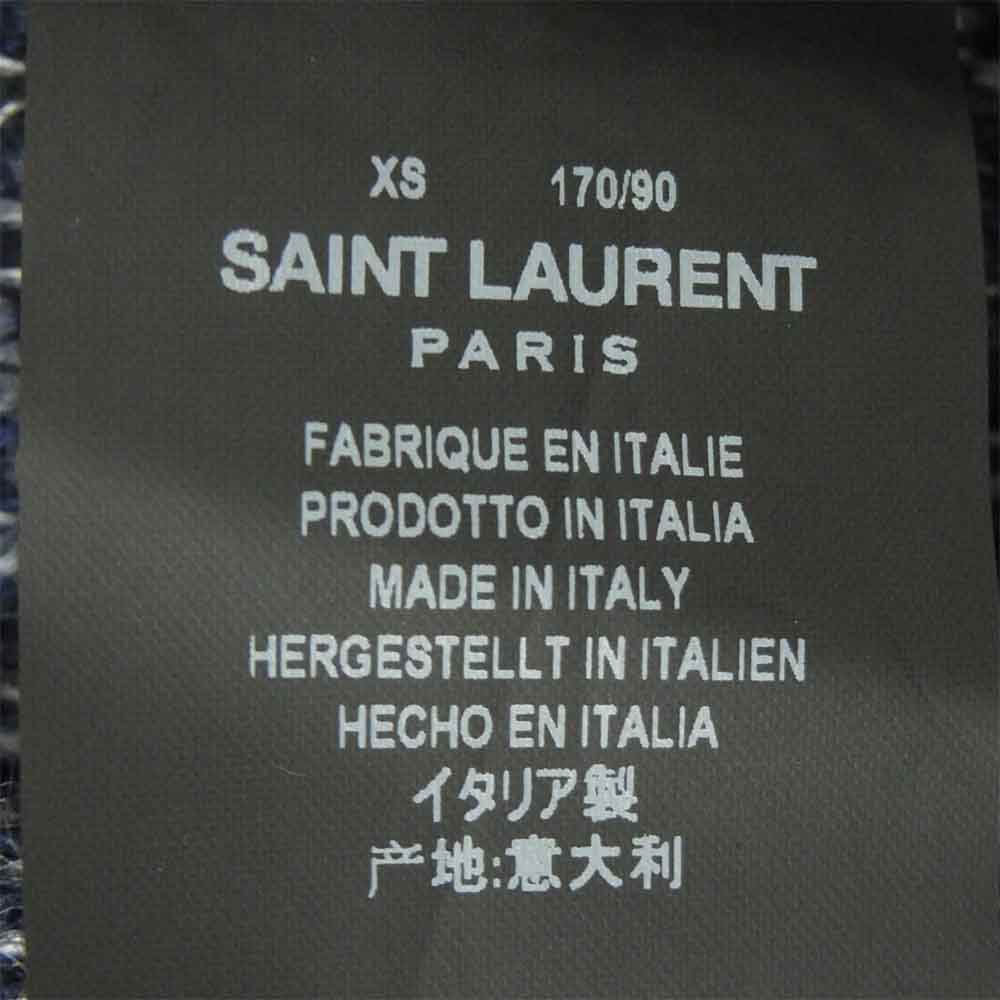 XS 170/90
SAINT LAURENT
PARIS
FABRIQUE EN ITALIE
PRODOTTO IN ITALIA
MADE IN ITALY
HERGESTELLT IN ITALIEN
HECHO EN ITALIA
イタリア製
产地:意大利